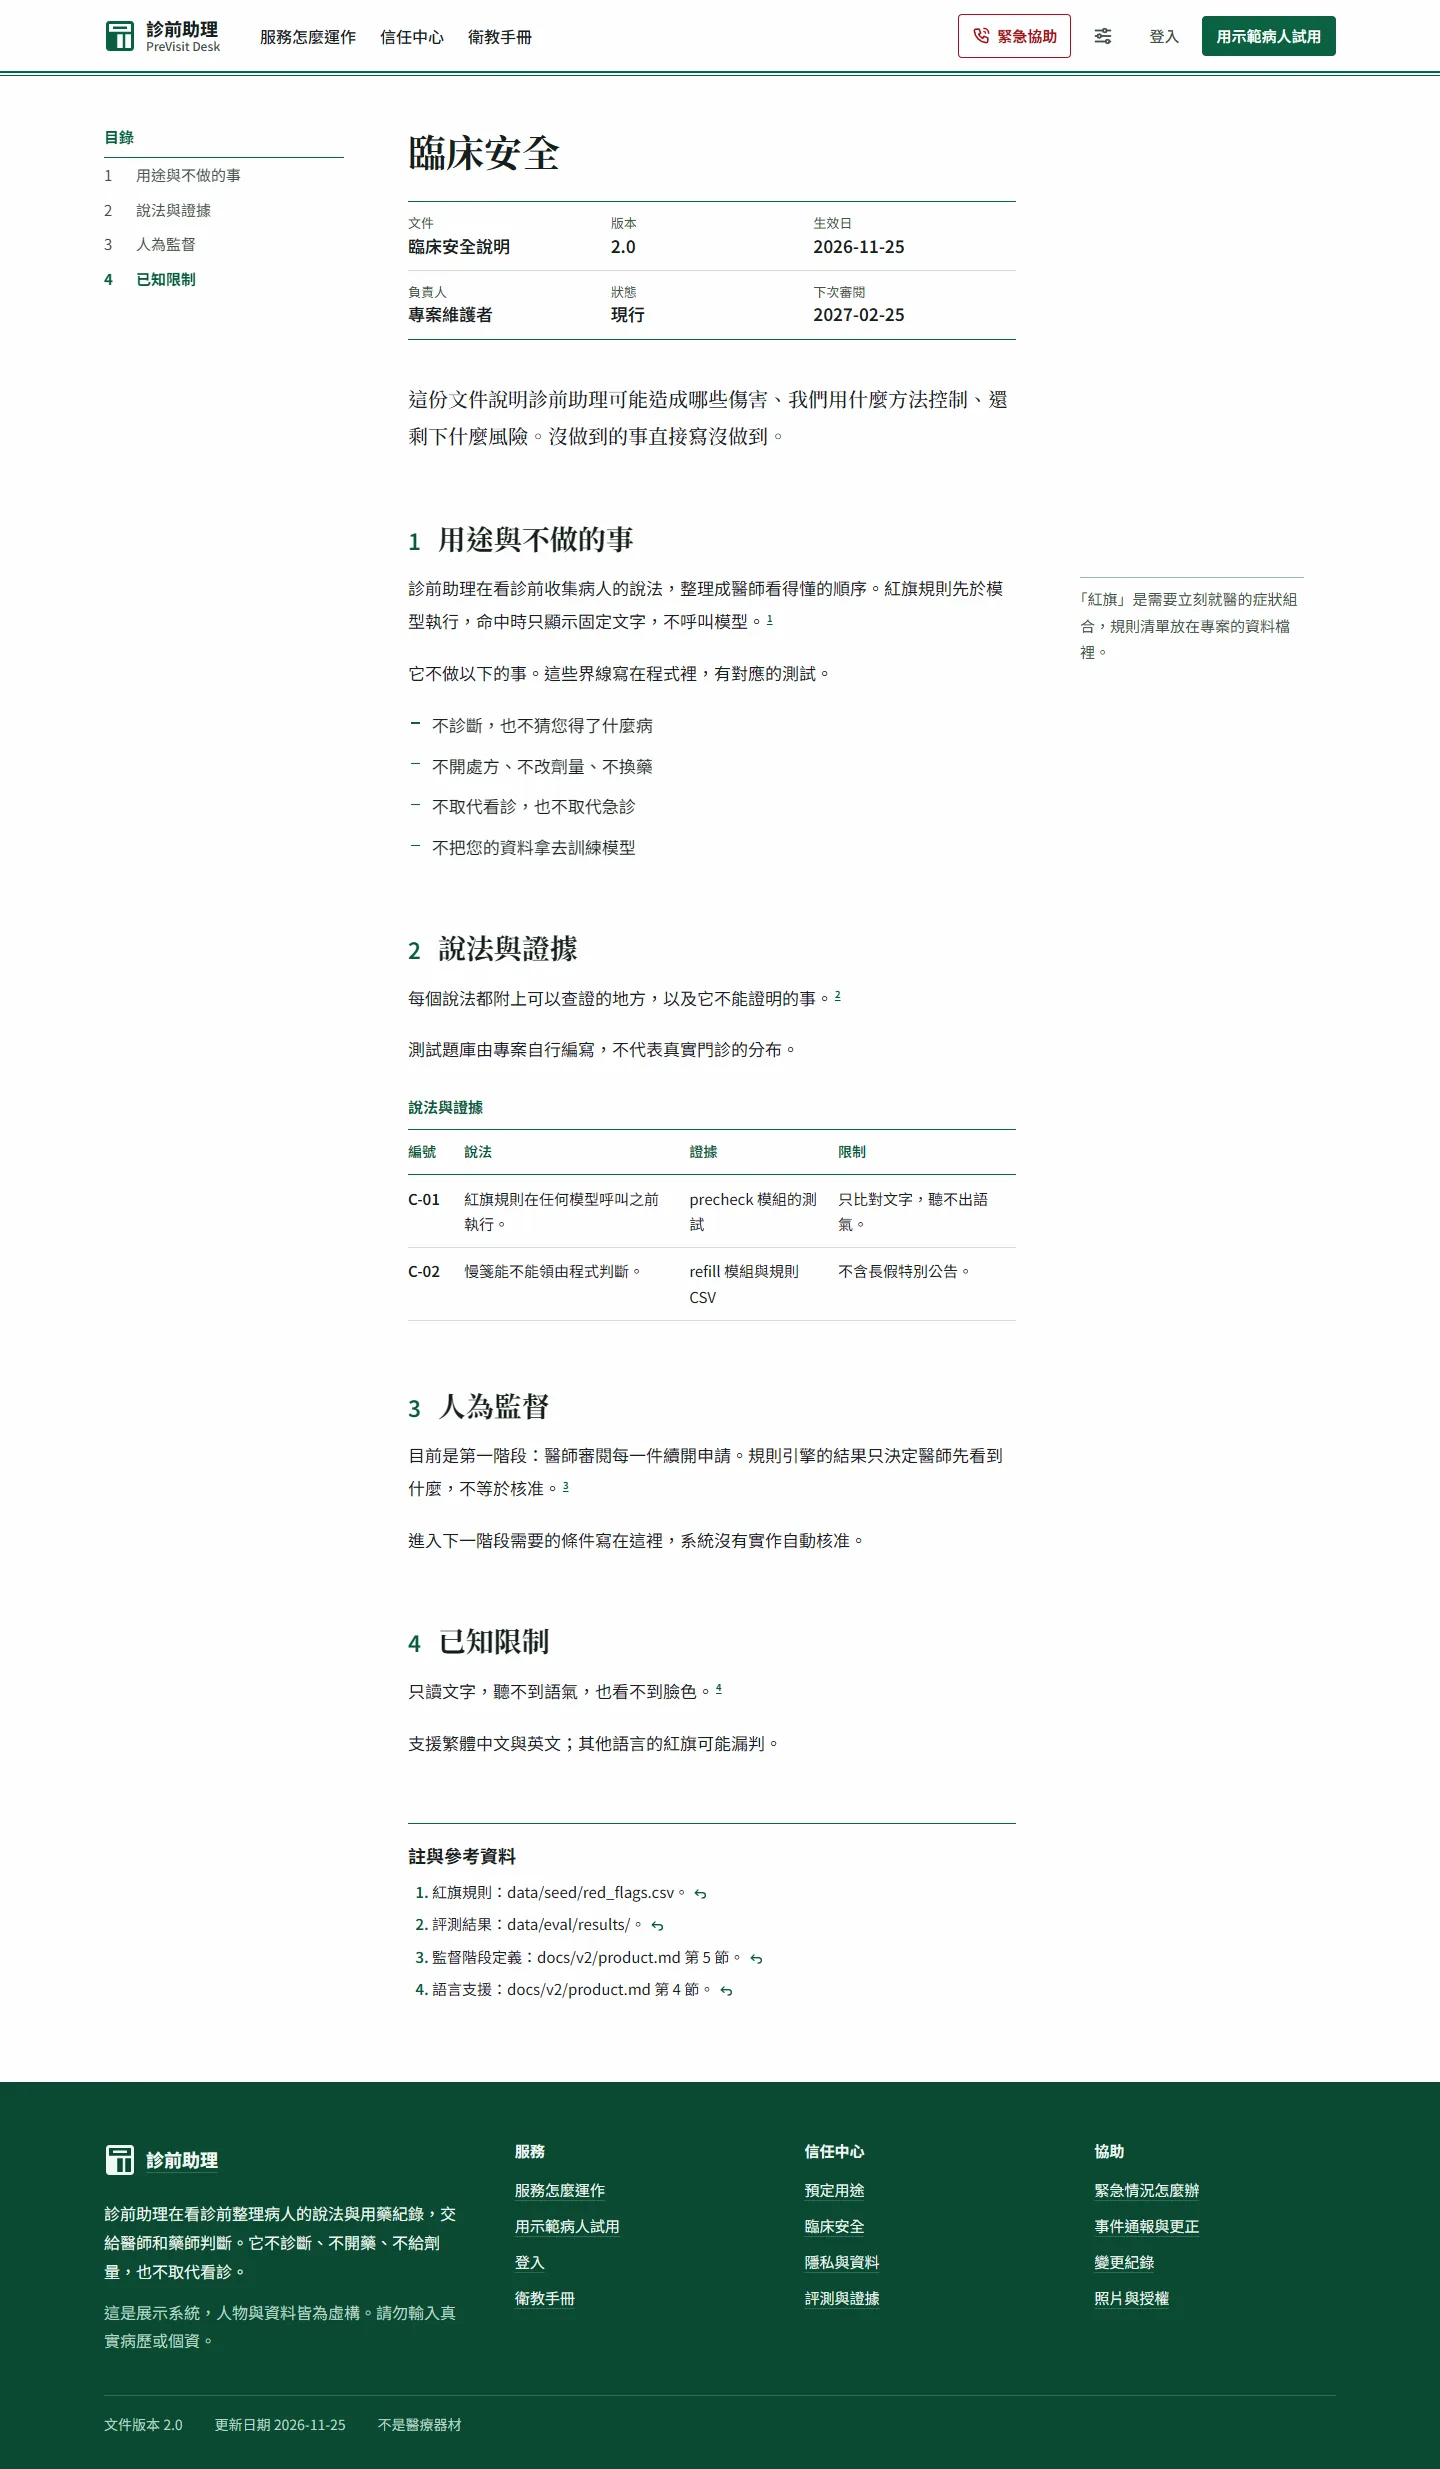 診前助理
PreVisit Desk
服務怎麼運作
信任中心
衛教手冊
緊急協助
登入
用示範病人試用
目錄
1 用途與不做的事
2 說法與證據
3 人為監督
4 已知限制
臨床安全
文件
臨床安全說明
版本
2.0
生效日
2026-11-25
負責人
專案維護者
狀態
現行
下次審閱
2027-02-25
這份文件說明診前助理可能造成哪些傷害、我們用什麼方法控制、還
剩下什麼風險。沒做到的事直接寫沒做到。
1 用途與不做的事
診前助理在看診前收集病人的說法，整理成醫師看得懂的順序。紅旗規則先於模
型執行，命中時只顯示固定文字，不呼叫模型。1
「紅旗」是需要立刻就醫的症狀組
合，規則清單放在專案的資料檔
裡。
它不做以下的事。這些界線寫在程式裡，有對應的測試。
– 不診斷，也不猜您得了什麼病
– 不開處方、不改劑量、不換藥
– 不取代看診，也不取代急診
– 不把您的資料拿去訓練模型
2 說法與證據
每個說法都附上可以查證的地方，以及它不能證明的事。2
測試題庫由專案自行編寫，不代表真實門診的分布。
說法與證據
編號 說法 證據 限制
C-01 紅旗規則在任何模型呼叫之前
執行。
precheck 模組的測
試
只比對文字，聽不出語
氣。
C-02 慢箋能不能領由程式判斷。
refill 模組與規則
CSV
不含長假特別公告。
3 人為監督
目前是第一階段：醫師審閱每一件續開申請。規則引擎的結果只決定醫師先看到
什麼，不等於核准。3
進入下一階段需要的條件寫在這裡，系統沒有實作自動核准。
4 已知限制
只讀文字，聽不到語氣，也看不到臉色。4
支援繁體中文與英文；其他語言的紅旗可能漏判。
註與參考資料
1. 紅旗規則：data/seed/red_flags.csv。
2. 評測結果：data/eval/results/。
3. 監督階段定義：docs/v2/product.md 第 5 節。
4. 語言支援：docs/v2/product.md 第 4 節。
診前助理
診前助理在看診前整理病人的說法與用藥紀錄，交
給醫師和藥師判斷。它不診斷、不開藥、不給劑
量，也不取代看診。
這是展示系統，人物與資料皆為虛構。請勿輸入真
實病歷或個資。
服務
服務怎麼運作
用示範病人試用
登入
衛教手冊
信任中心
預定用途
臨床安全
隱私與資料
評測與證據
協助
緊急情況怎麼辦
事件通報與更正
變更紀錄
照片與授權
文件版本 2.0
更新日期 2026-11-25
不是醫療器材